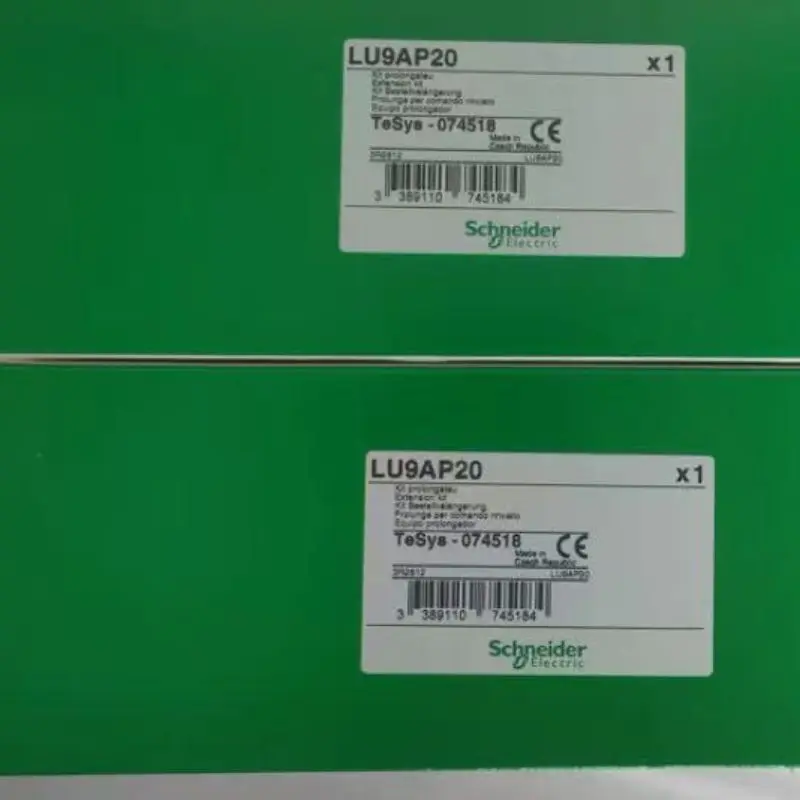 LU9AP20 x1
Kit prolongateu
Extension kit
Kit Bestellverlängerung
Prolunga per comando rinviato
Equipo prolongador
TeSys - 074518
Made in
Czech Republic
CE
LU9AP20
3 389110 745184
Schneider
Electric
LU9AP20 x1
Kit prolongateu
Extension kit
Kit Bestellverlängerung
Prolunga per comando rinviato
Equipo prolongador
TeSys - 074518
Made in
Czech Republic
CE
LU9AP20
3 389110 745184
Schneider
Electric